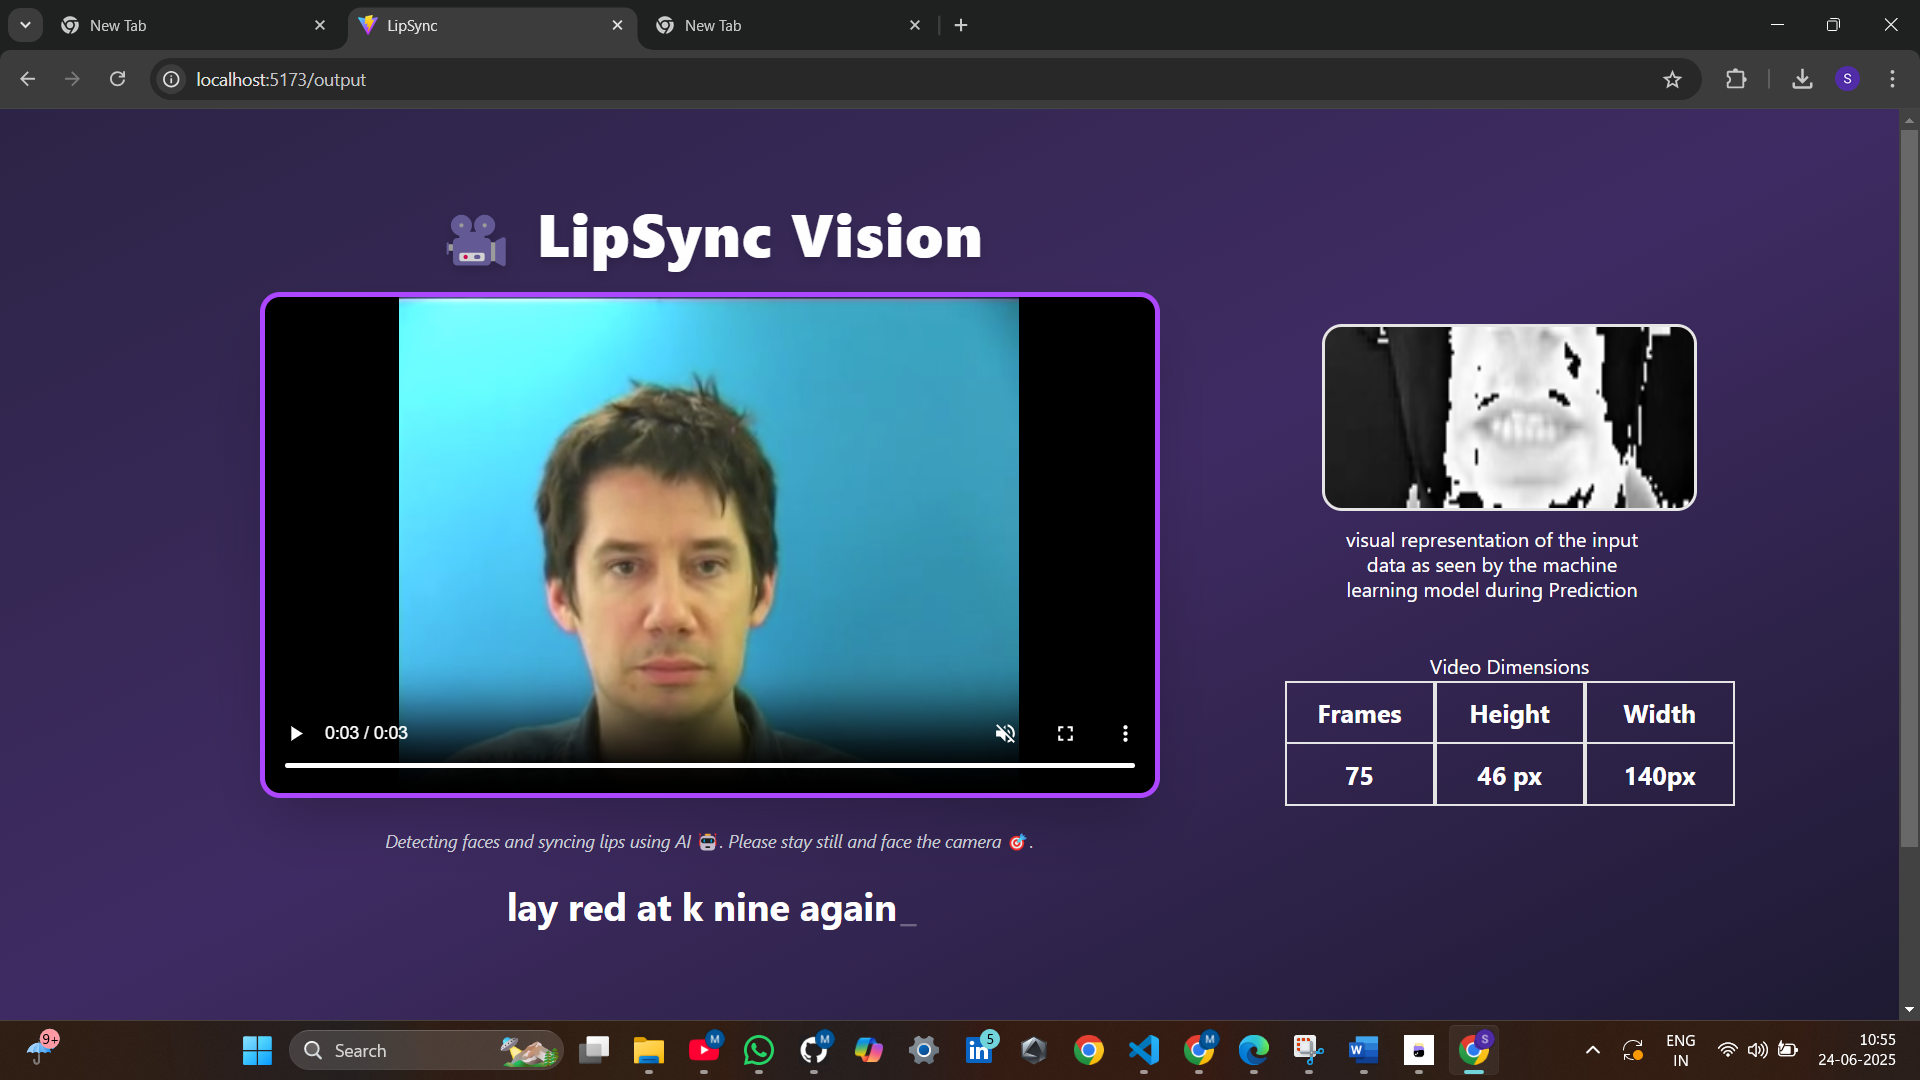 New Tab
LipSync
New Tab
localhost:5173/output
S
LipSync Vision
0:03 / 0:03
visual representation of the input
data as seen by the machine
learning model during Prediction
Video Dimensions
Frames Height Width
75 46 px 140px
Detecting faces and syncing lips using AI 🤖. Please stay still and face the camera 🎯.
lay red at k nine again_
9+
Search
M
M
5
M
S
ENG
IN
10:55
24-06-2025